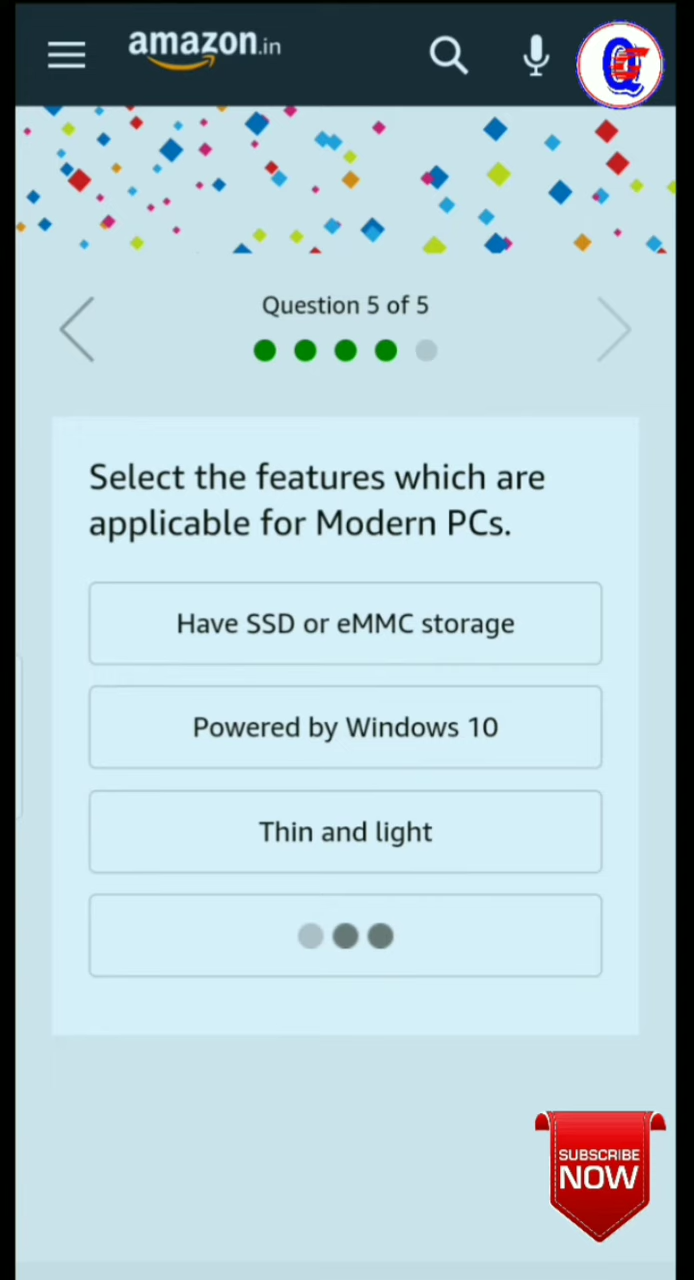 amazon.in
QG
Question 5 of 5
Select the features which are
applicable for Modern PCs.
Have SSD or eMMC storage
Powered by Windows 10
Thin and light
SUBSCRIBE
NOW